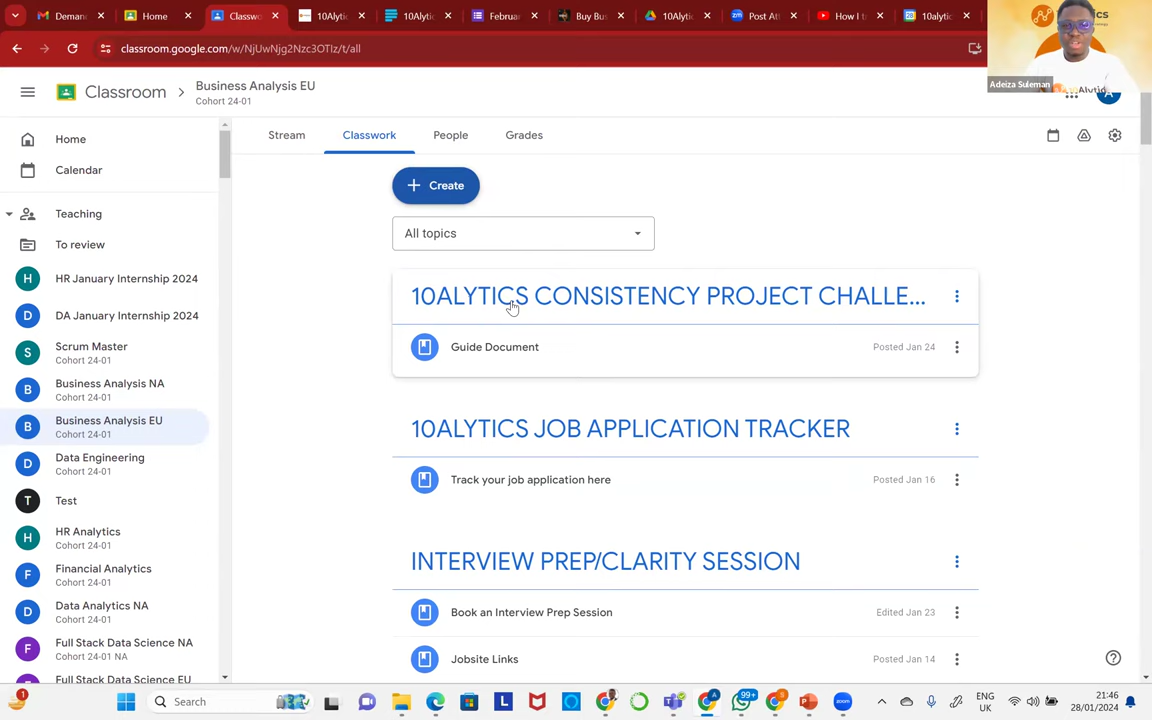 Deman
Home
Classwo
10Alytic
10Alytic
Februar
Buy Bu
10Alytic
Post Att
How I t
10alytic
classroom.google.com/w/NjUwNjg2Nzc3OTIz/t/all
Adeiza Suleman
Classroom
Business Analysis EU
Cohort 24-01
Stream
Classwork
People
Grades
Home
Calendar
Teaching
To review
H HR January Internship 2024
D DA January Internship 2024
S Scrum Master
Cohort 24-01
B Business Analysis NA
Cohort 24-01
B Business Analysis EU
Cohort 24-01
D Data Engineering
Cohort 24-01
T Test
H HR Analytics
Cohort 24-01
F Financial Analytics
Cohort 24-01
D Data Analytics NA
Cohort 24-01
F Full Stack Data Science NA
Cohort 24-01 NA
Full Stack Data Science EU
+ Create
All topics
10ALYTICS CONSISTENCY PROJECT CHALLE...
Guide Document
Posted Jan 24
10ALYTICS JOB APPLICATION TRACKER
Track your job application here
Posted Jan 16
INTERVIEW PREP/CLARITY SESSION
Book an Interview Prep Session
Edited Jan 23
Jobsite Links
Posted Jan 14
1
Search
99+
ENG
UK
21:46
28/01/2024